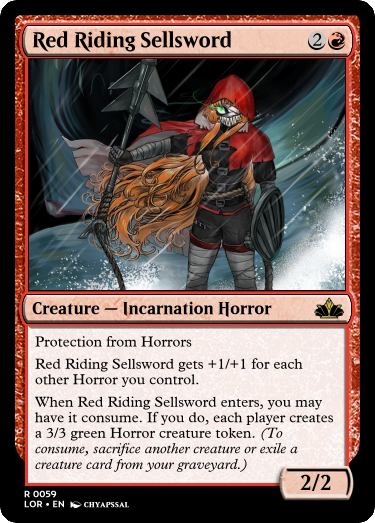 Red Riding Sellsword 2
Creature — Incarnation Horror
Protection from Horrors
Red Riding Sellsword gets +1/+1 for each
other Horror you control.
When Red Riding Sellsword enters, you may
have it consume. If you do, each player creates
a 3/3 green Horror creature token. (To
consume, sacrifice another creature or exile a
creature card from your graveyard.)
2/2
R 0059
LOR • EN CHYAPSSAL